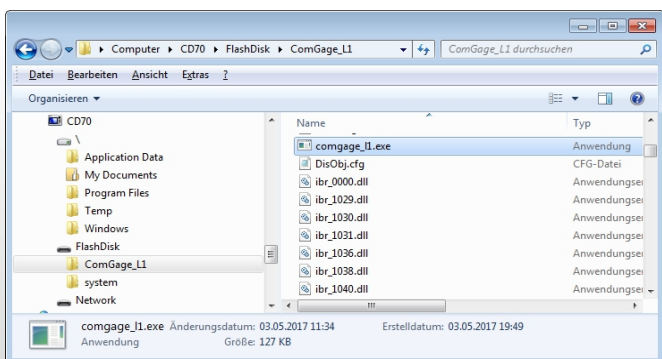 Computer ▸ CD70 ▸ FlashDisk ▸ ComGage_L1
ComGage_L1 durchsuchen
Datei Bearbeiten Ansicht Extras ?
Organisieren
CD70
\
Application Data
My Documents
Program Files
Temp
Windows
FlashDisk
ComGage_L1
system
Network
Name Typ
comgage_l1.exe Anwendung
DisObj.cfg CFG-Datei
ibr_0000.dll Anwendungser
ibr_1029.dll Anwendungser
ibr_1030.dll Anwendungser
ibr_1031.dll Anwendungser
ibr_1036.dll Anwendungser
ibr_1038.dll Anwendungser
ibr_1040.dll Anwendungser
comgage_l1.exe Änderungsdatum: 03.05.2017 11:34 Erstelldatum: 03.05.2017 19:49
Anwendung Größe: 127 KB